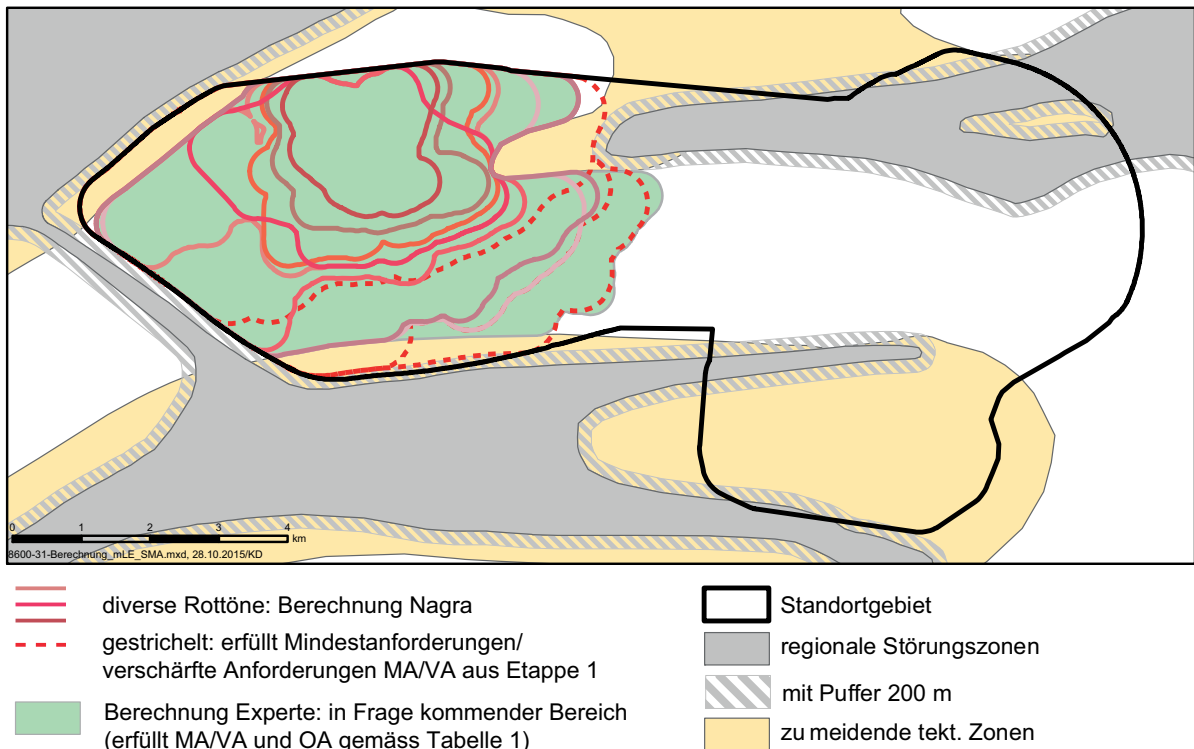 0 1 2 3 4
km
8600-31-Berechnung_mLE_SMA.mxd, 28.10.2015/KD
diverse Rottöne: Berechnung Nagra
gestrichelt: erfüllt Mindestanforderungen/
verschärfte Anforderungen MA/VA aus Etappe 1
Berechnung Experte: in Frage kommender Bereich
(erfüllt MA/VA und OA gemäss Tabelle 1)
Standortgebiet
regionale Störungszonen
mit Puffer 200 m
zu meidende tekt. Zonen